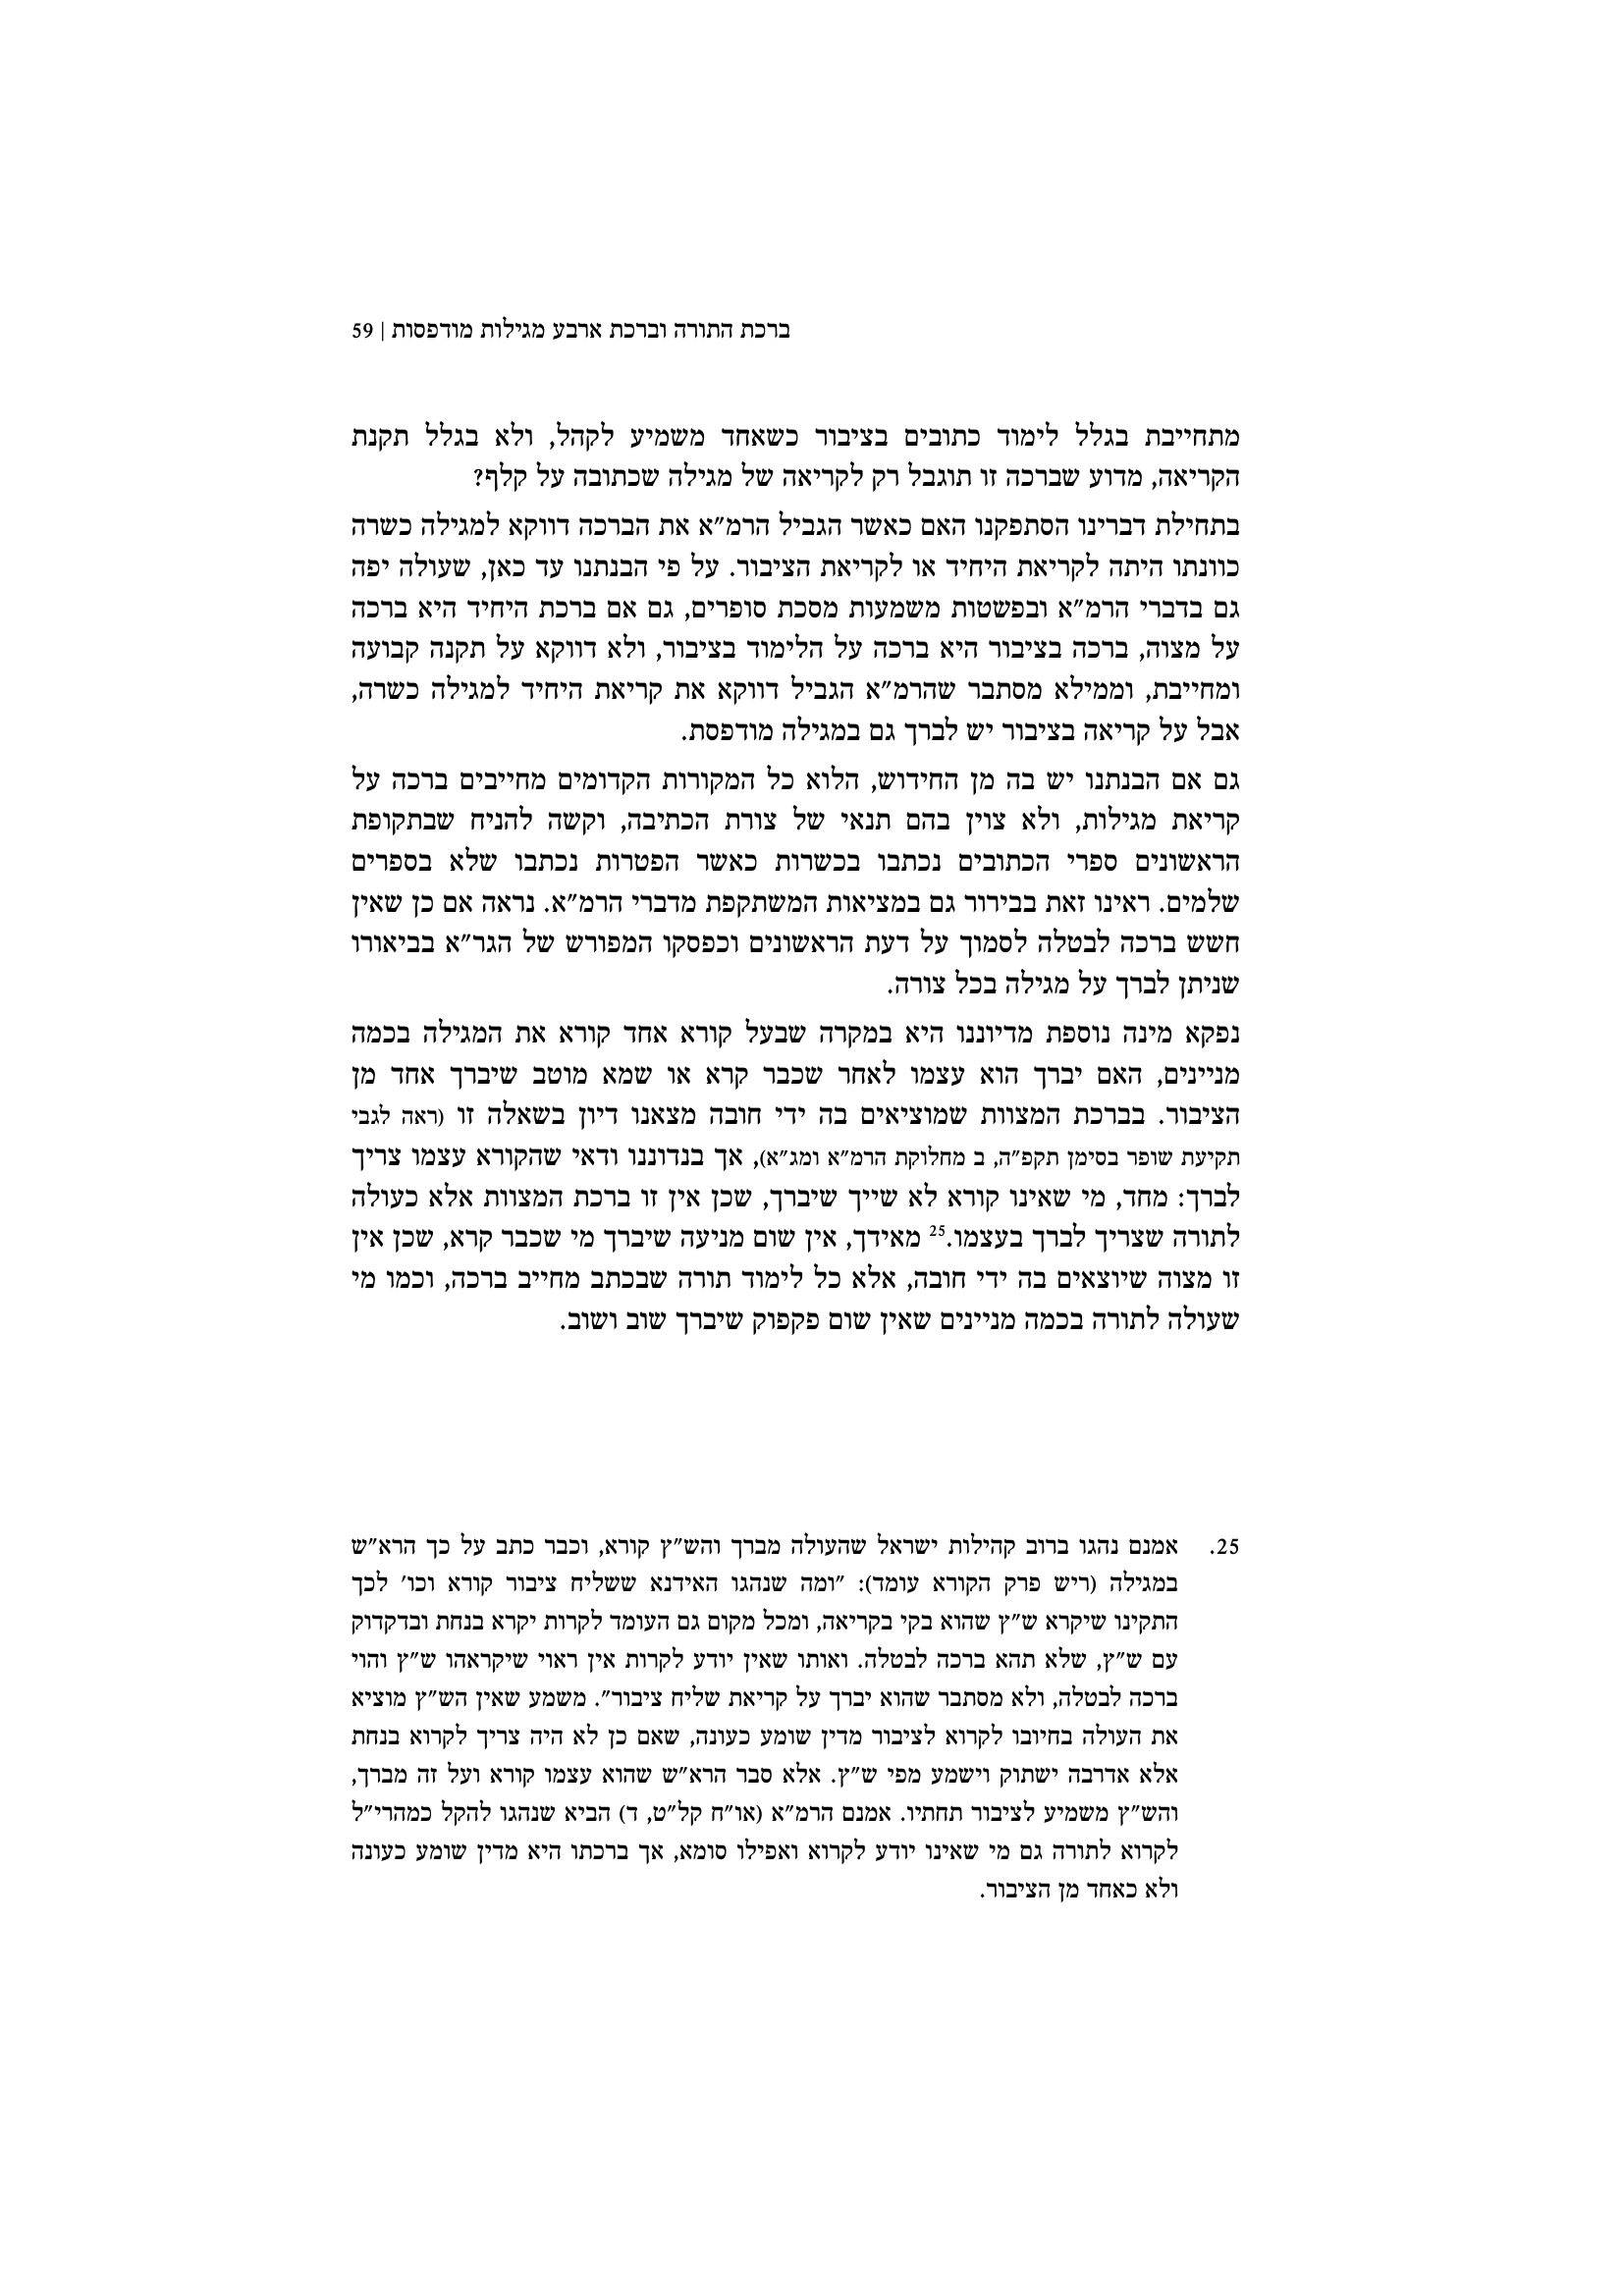 ברכת התורה וברכת ארבע מגילות מודפסות | 59
מתחייבת בגלל לימוד כתובים בציבור כשאחד משמיע לקהל, ולא בגלל תקנת
הקריאה, מדוע שברכה זו תוגבל רק לקריאה של מגילה שכתובה על קלף?
בתחילת דברינו הסתפקנו האם כאשר הגביל הרמ״א את הברכה דווקא למגילה כשרה
כוונתו היתה לקריאת היחיד או לקריאת הציבור. על פי הבנתנו עד כאן, שעולה יפה
גם בדברי הרמ״א ובפשטות משמעות מסכת סופרים, גם אם ברכת היחיד היא ברכה
על מצוה, ברכה בציבור היא ברכה על הלימוד בציבור, ולא דווקא על תקנה קבועה
ומחייבת, וממילא מסתבר שהרמ״א הגביל דווקא את קריאת היחיד למגילה כשרה,
אבל על קריאה בציבור יש לברך גם במגילה מודפסת.
גם אם הבנתנו יש בה מן החידוש, הלוא כל המקורות הקדומים מחייבים ברכה על
קריאת מגילות, ולא צוין בהם תנאי של צורת הכתיבה, וקשה להניח שבתקופת
הראשונים ספרי הכתובים נכתבו בכשרות כאשר הפטרות נכתבו שלא בספרים
שלמים. ראינו זאת בבירור גם במציאות המשתקפת מדברי הרמ״א. נראה אם כן שאין
חשש ברכה לבטלה לסמוך על דעת הראשונים וכפסקו המפורש של הגר״א בביאורו
שניתן לברך על מגילה בכל צורה.
נפקא מינה נוספת מדיוננו היא במקרה שבעל קורא אחד קורא את המגילה בכמה
מניינים, האם יברך הוא עצמו לאחר שכבר קרא או שמא מוטב שיברך אחד מן
הציבור. בברכת המצוות שמוציאים בה ידי חובה מצאנו דיון בשאלה זו (ראה לגבי
תקיעת שופר בסימן תקפ״ה, ב מחלוקת הרמ״א ומג״א), אך בנדוננו ודאי שהקורא עצמו צריך
לברך: מחד, מי שאינו קורא לא שייך שיברך, שכן אין זו ברכת המצוות אלא כעולה
לתורה שצריך לברך בעצמו.25 מאידך, אין שום מניעה שיברך מי שכבר קרא, שכן אין
זו מצוה שיוצאים בה ידי חובה, אלא כל לימוד תורה שבכתב מחייב ברכה, וכמו מי
שעולה לתורה בכמה מניינים שאין שום פקפוק שיברך שוב ושוב.
25. אמנם נהגו ברוב קהילות ישראל שהעולה מברך והש״ץ קורא, וכבר כתב על כך הרא״ש
במגילה (ריש פרק הקורא עומד): ״ומה שנהגו האידנא ששליח ציבור קורא וכו׳ לכך
התקינו שיקרא ש״ץ שהוא בקי בקריאה, ומכל מקום גם העומד לקרות יקרא בנחת ובדקדוק
עם ש״ץ, שלא תהא ברכה לבטלה. ואותו שאין יודע לקרות אין ראוי שיקראהו ש״ץ והוי
ברכה לבטלה, ולא מסתבר שהוא יברך על קריאת שליח ציבור״. משמע שאין הש״ץ מוציא
את העולה בחיובו לקרוא לציבור מדין שומע כעונה, שאם כן לא היה צריך לקרוא בנחת
אלא אדרבה ישתוק וישמע מפי ש״ץ. אלא סבר הרא״ש שהוא עצמו קורא ועל זה מברך,
והש״ץ משמיע לציבור תחתיו. אמנם הרמ״א (או״ח קל״ט, ד) הביא שנהגו להקל כמהרי״ל
לקרוא לתורה גם מי שאינו יודע לקרוא ואפילו סומא, אך ברכתו היא מדין שומע כעונה
ולא כאחד מן הציבור.